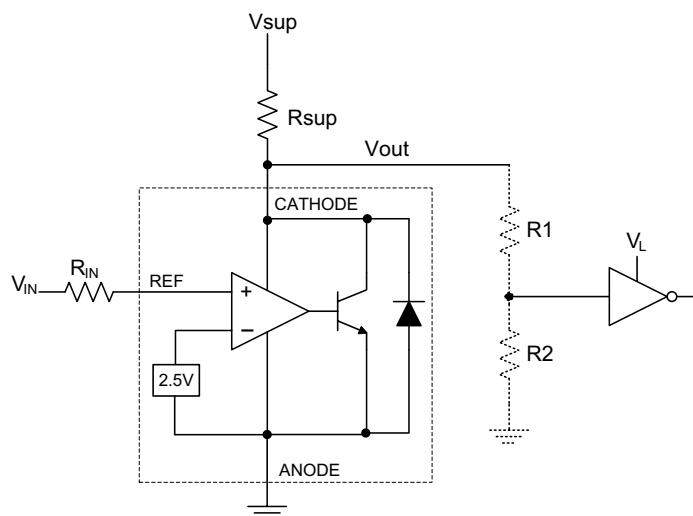 Vsup
Rsup
Vout
CATHODE
R1
VIN
RIN
REF
VL
+
−
2.5V
R2
ANODE